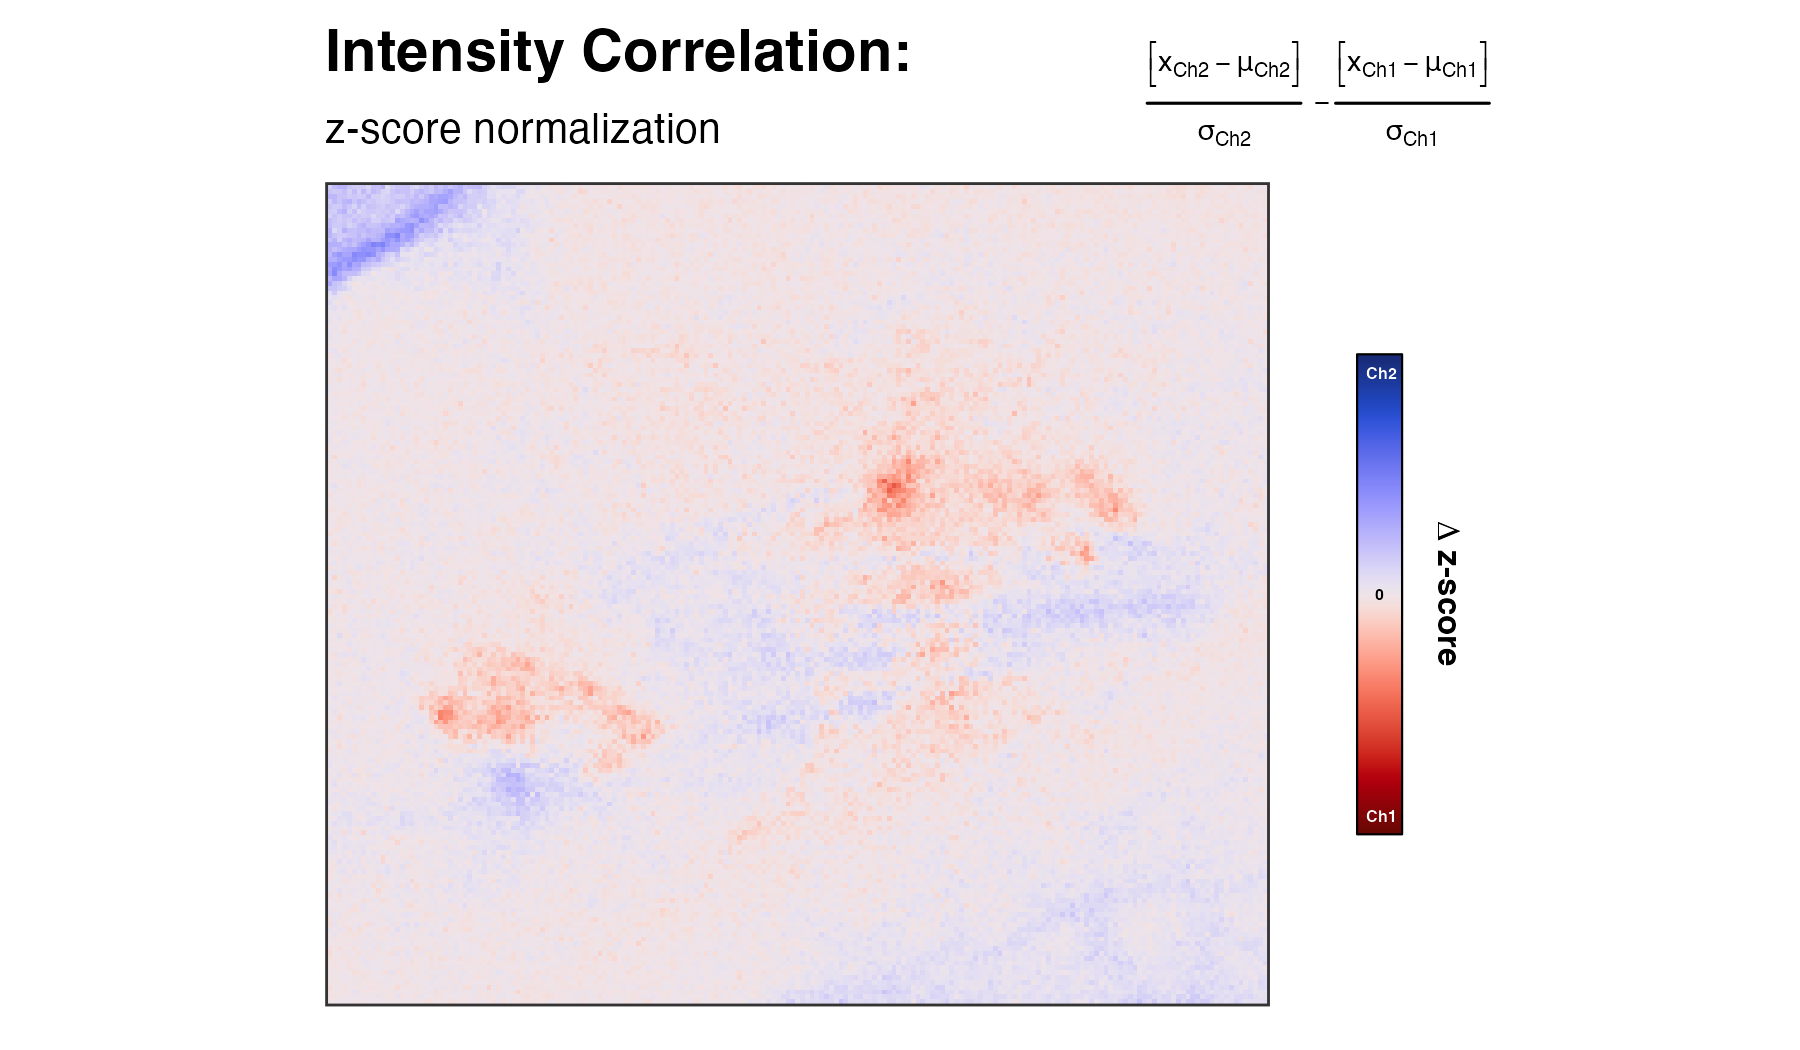 Intensity Correlation:
z-score normalization
[xCh2 – μCh2] [xCh1 – μCh1]
–
σCh2 σCh1
Ch2
0
Ch1
Δ z-score